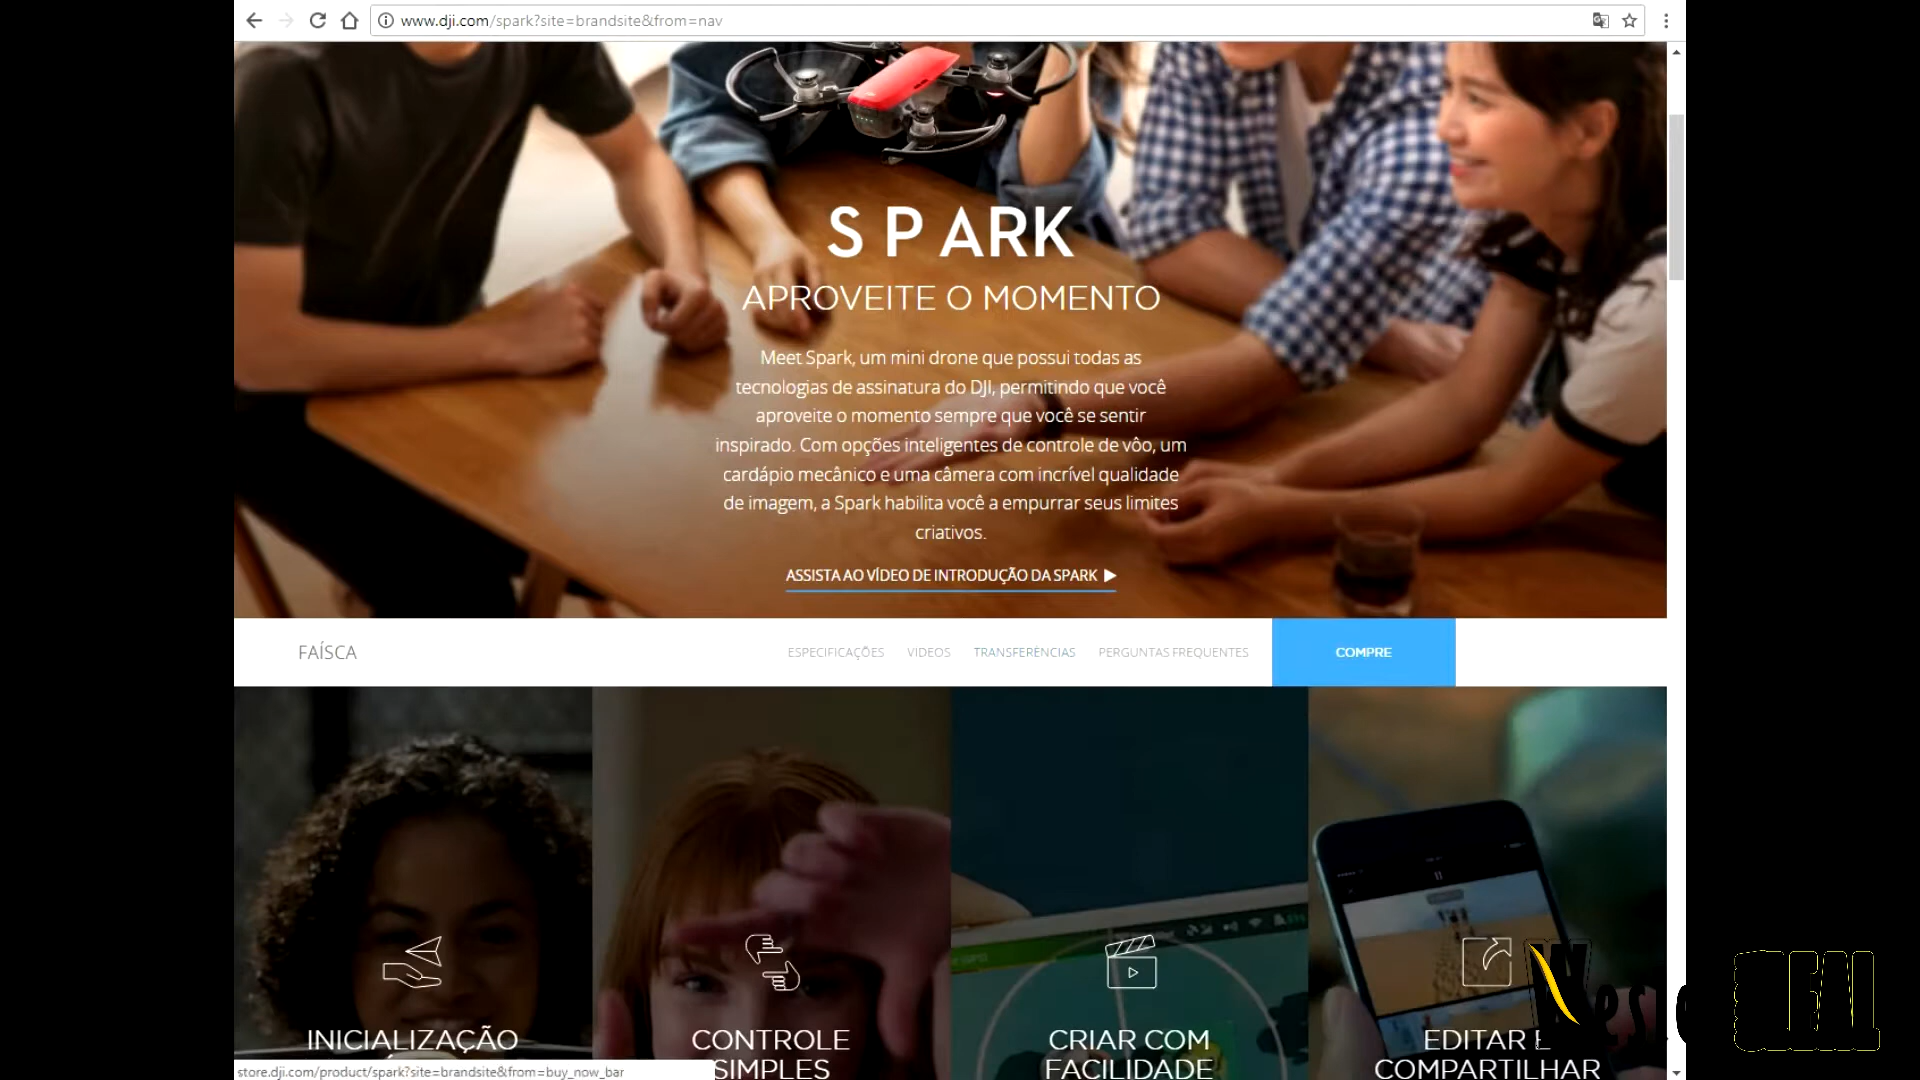 www.dji.com/spark?site=brandsite&from=nav
SPARK
APROVEITE O MOMENTO
Meet Spark, um mini drone que possui todas as
tecnologias de assinatura do DJI, permitindo que você
aproveite o momento sempre que você se sentir
inspirado. Com opções inteligentes de controle de vôo, um
cardápio mecânico e uma câmera com incrível qualidade
de imagem, a Spark habilita você a empurrar seus limites
criativos.
ASSISTA AO VÍDEO DE INTRODUÇÃO DA SPARK
FAÍSCA
ESPECIFICAÇÕES VIDEOS TRANSFERÊNCIAS PERGUNTAS FREQUENTES COMPRE
INICIALIZAÇÃO
CONTROLE
SIMPLES
CRIAR COM
FACILIDADE
EDITAR E
COMPARTILHAR
store.dji.com/product/spark?site=brandsite&from=buy_now_bar